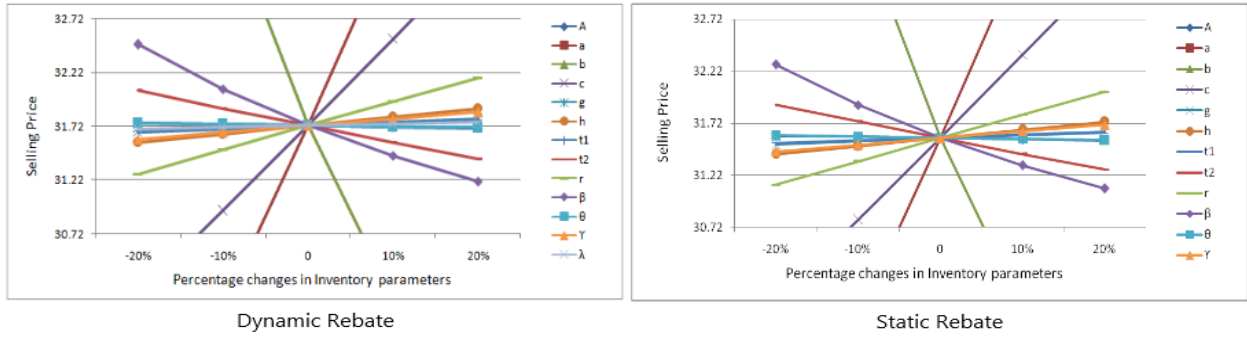 32.72
32.22
31.72
31.22
30.72
Selling Price
-20% -10% 0 10% 20%
Percentage changes in Inventory parameters
A
a
b
c
g
h
t1
t2
r
β
θ
ϒ
λ
Dynamic Rebate
32.72
32.22
31.72
31.22
30.72
Selling Price
-20% -10% 0 10% 20%
Percentage changes in Inventory parameters
A
a
b
c
g
h
t1
t2
r
β
θ
ϒ
Static Rebate